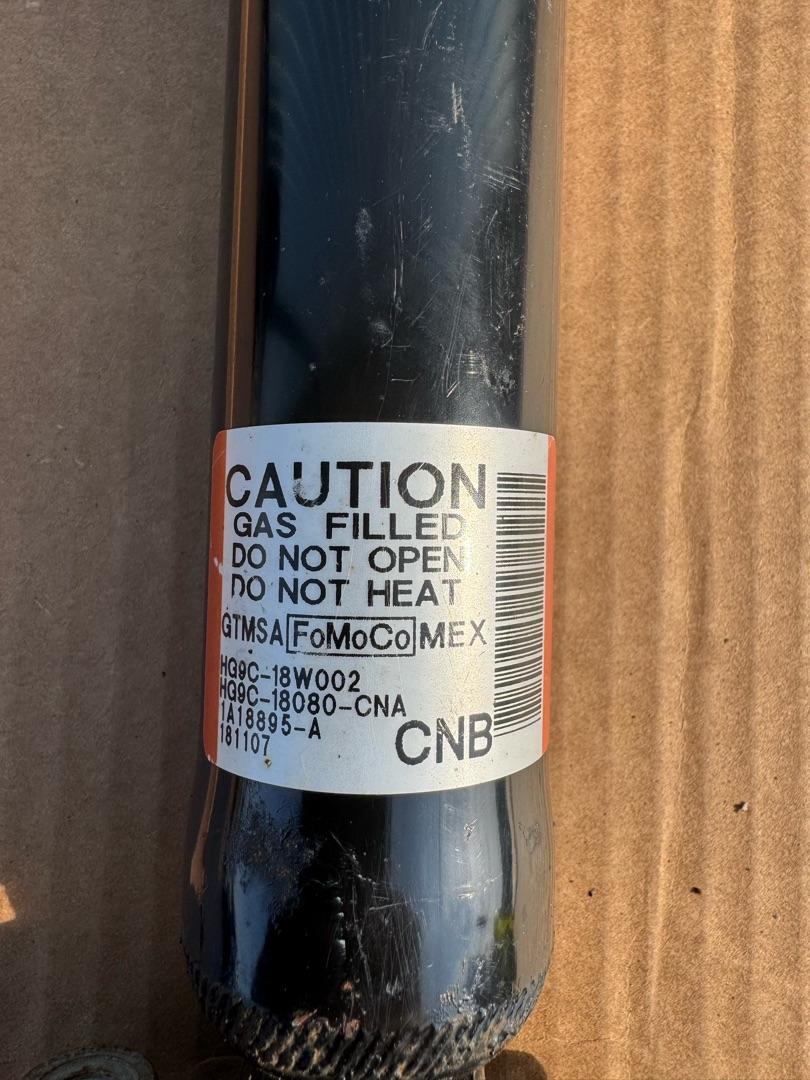 CAUTION
GAS FILLED
DO NOT OPEN
DO NOT HEAT
GTMSA FoMoCo MEX
HG9C-18W002
HG9C-18080-CNA
1A18895-A
181107
CNB